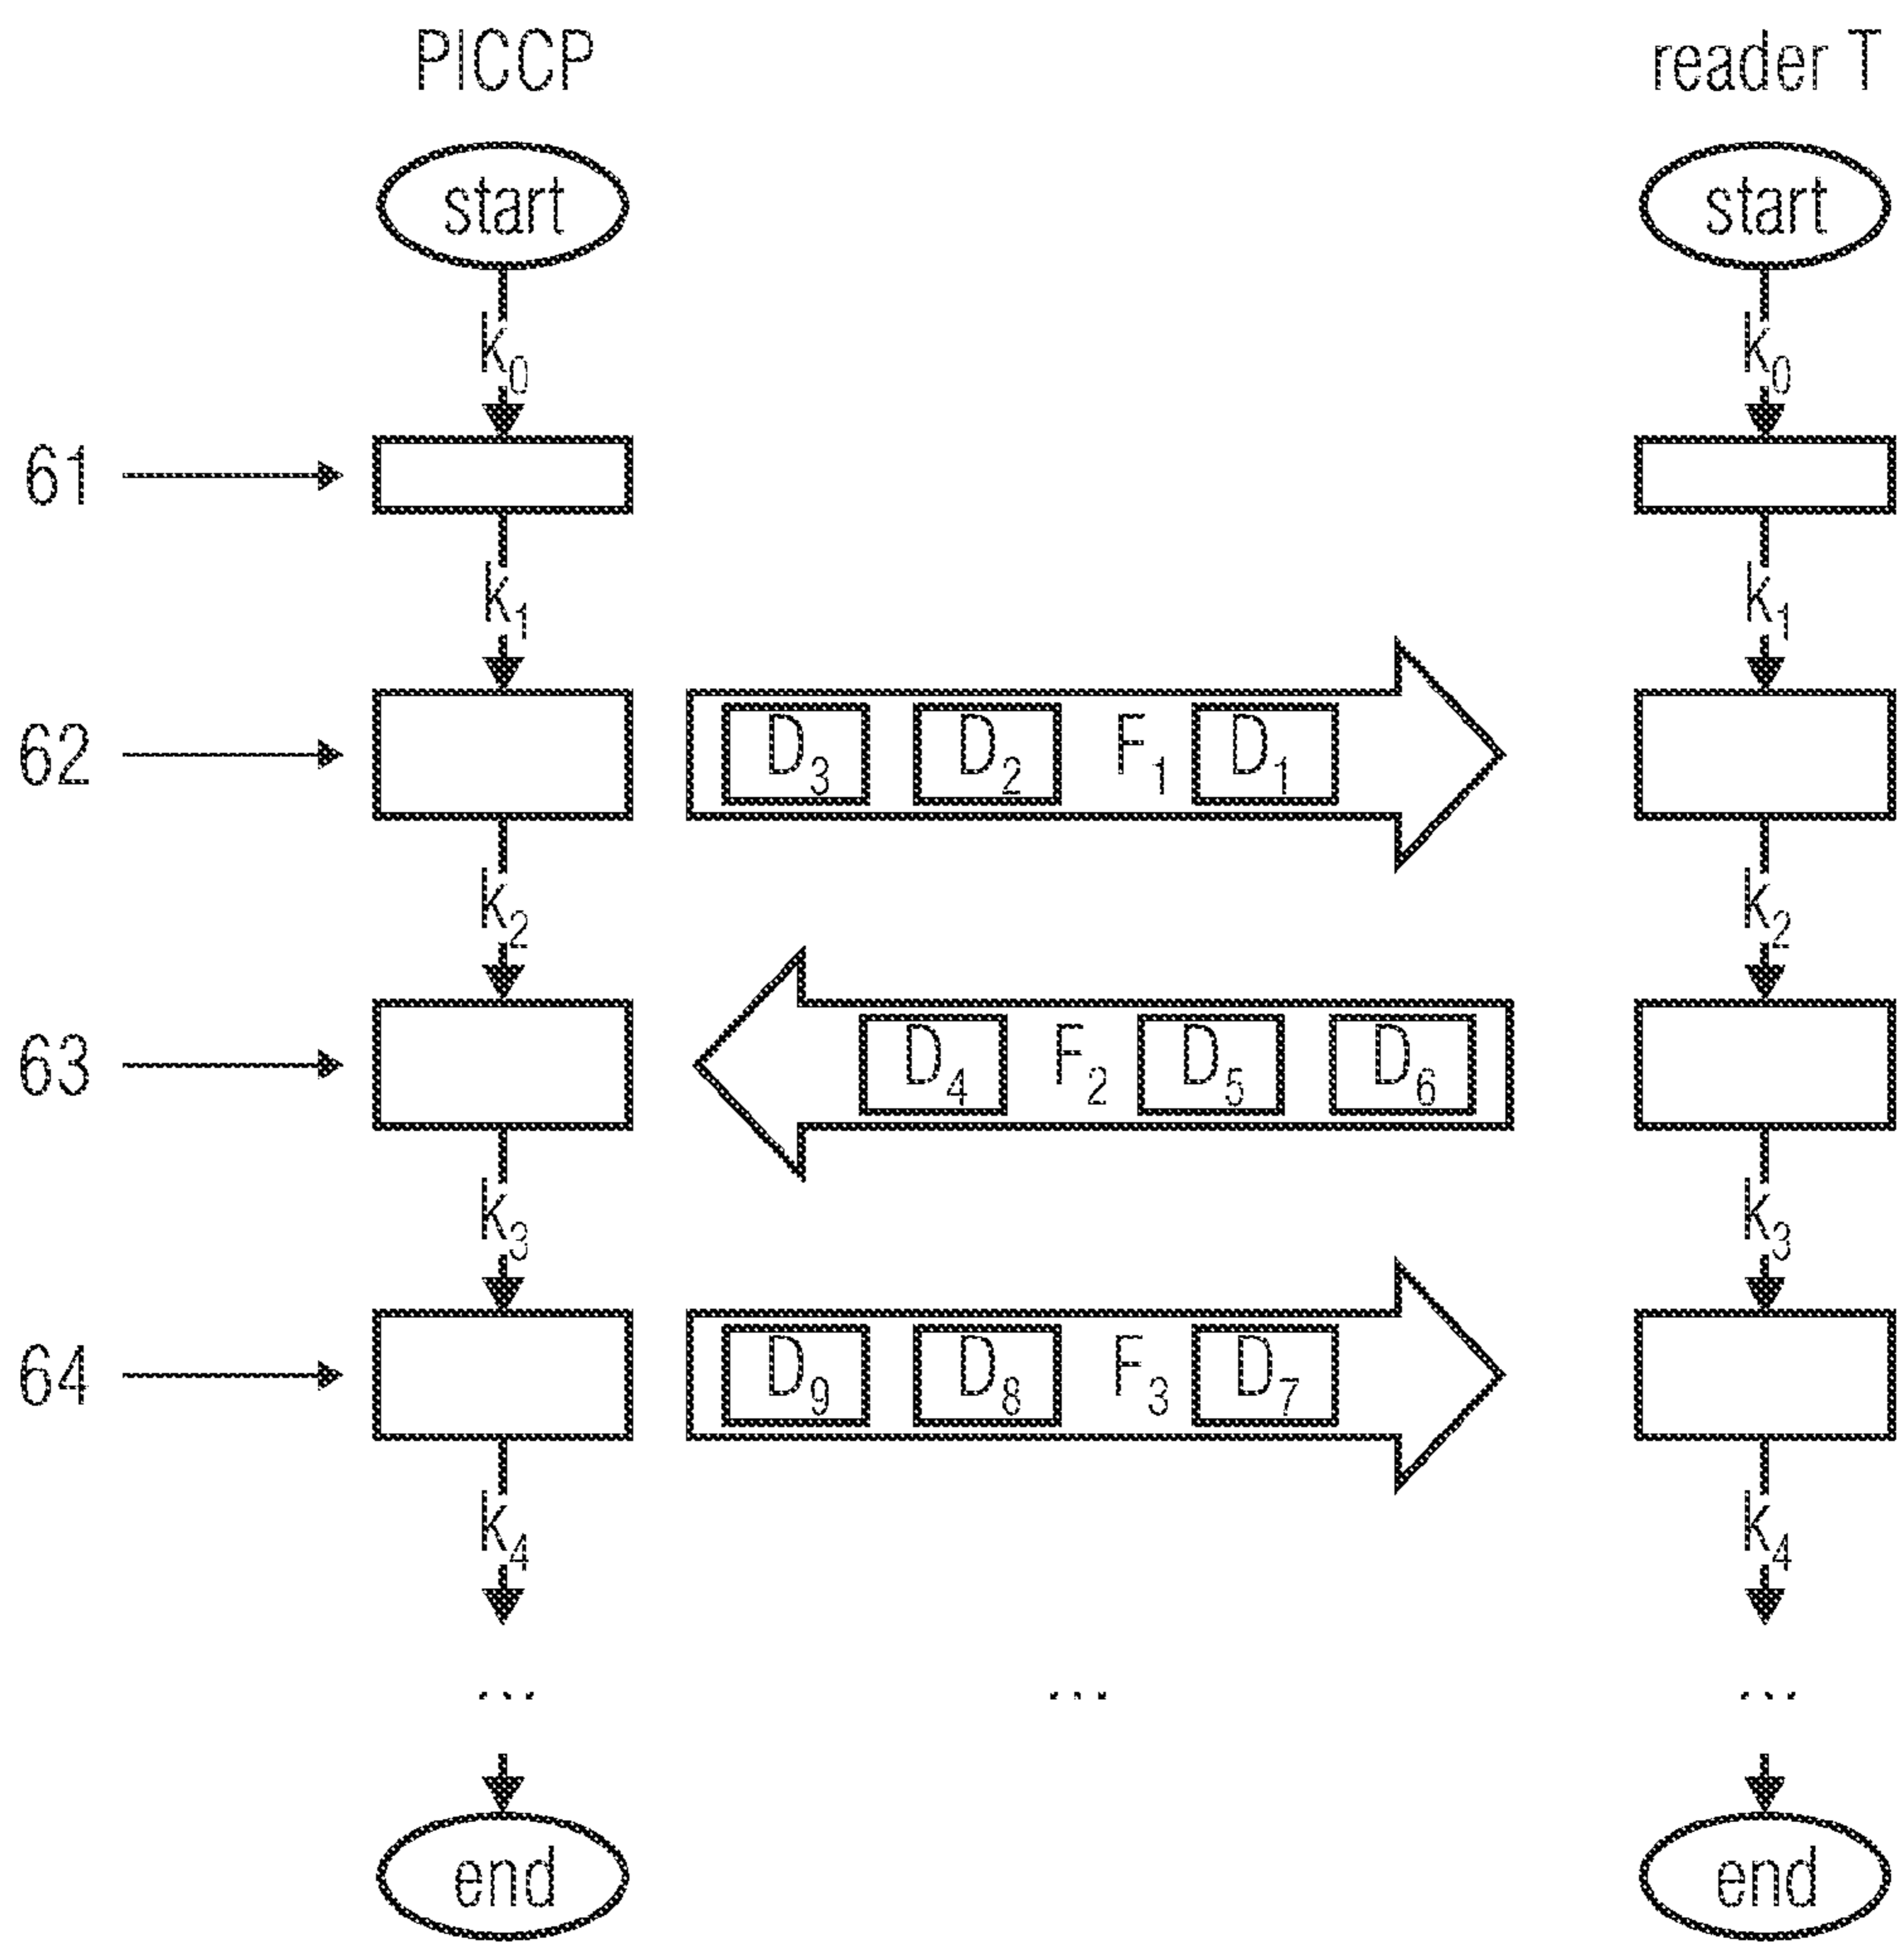 PICCP reader T
start start
k₀ k₀
61
k₁ k₁
62 D₃ D₂ F₁ D₁
k₂ k₂
63 D₄ F₂ D₅ D₆
k₃ k₃
64 D₉ D₈ F₃ D₇
k₄ k₄
... ... ...
end end